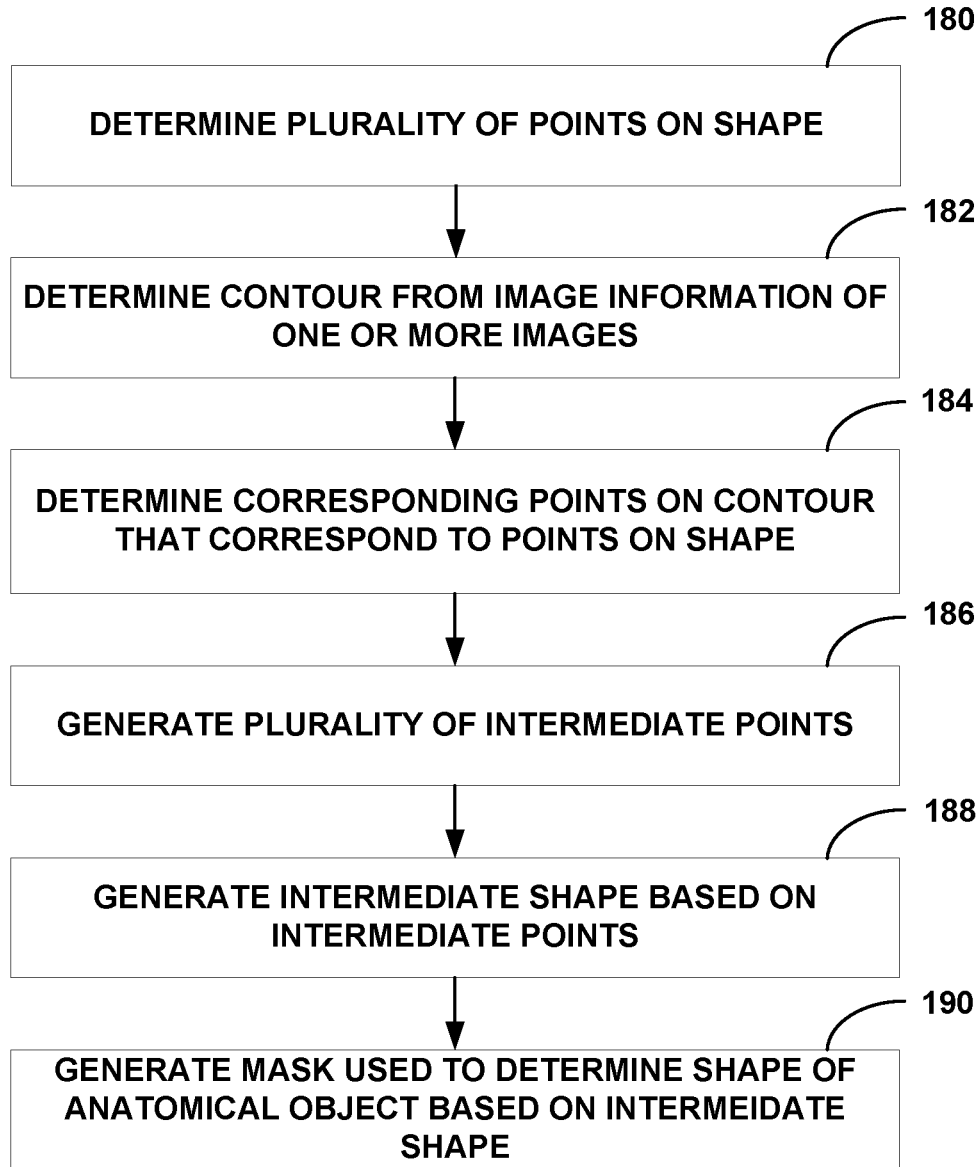 180
DETERMINE PLURALITY OF POINTS ON SHAPE
182
DETERMINE CONTOUR FROM IMAGE INFORMATION OF
ONE OR MORE IMAGES
184
DETERMINE CORRESPONDING POINTS ON CONTOUR
THAT CORRESPOND TO POINTS ON SHAPE
186
GENERATE PLURALITY OF INTERMEDIATE POINTS
188
GENERATE INTERMEDIATE SHAPE BASED ON
INTERMEDIATE POINTS
190
GENERATE MASK USED TO DETERMINE SHAPE OF
ANATOMICAL OBJECT BASED ON INTERMEIDATE
SHAPE